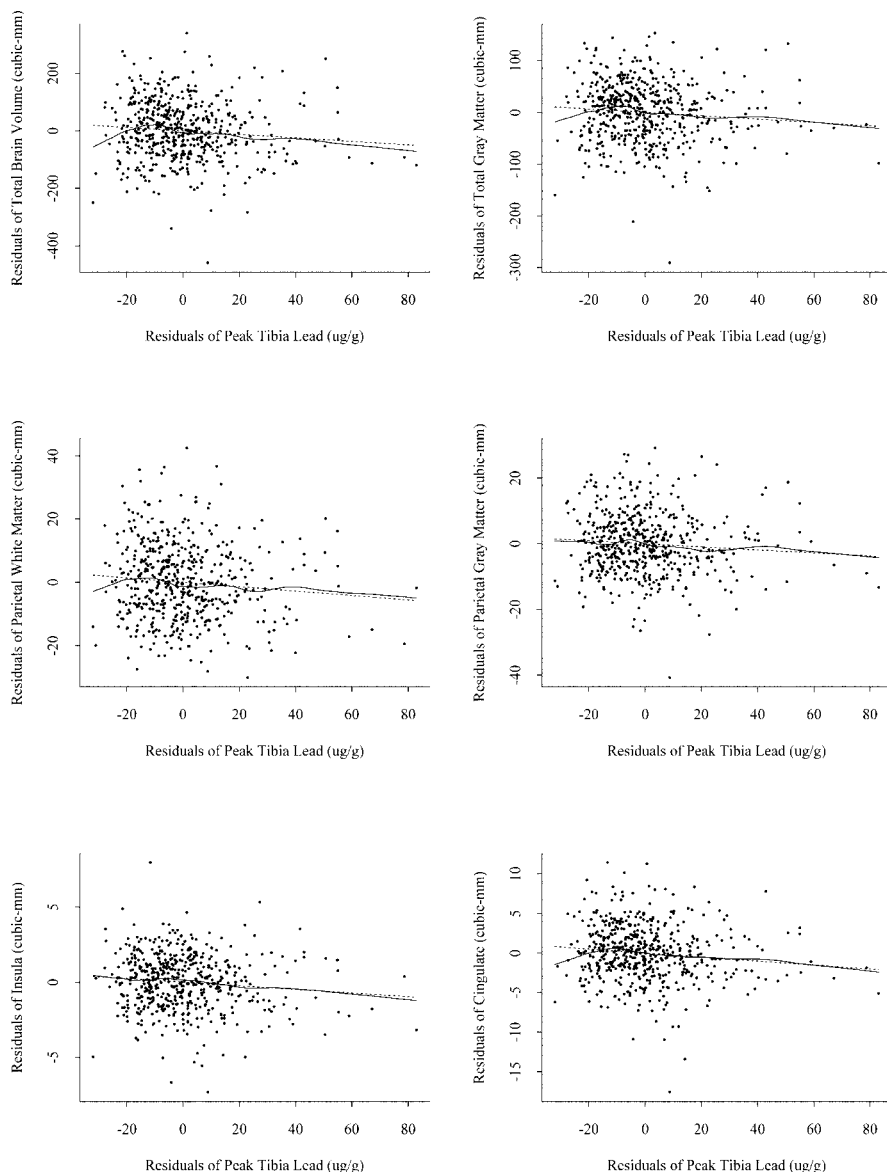 Residuals of Total Brain Volume (cubic-mm)
200
0
-200
-400
-20 0 20 40 60 80
Residuals of Peak Tibia Lead (ug/g)
Residuals of Total Gray Matter (cubic-mm)
100
0
-100
-200
-300
-20 0 20 40 60 80
Residuals of Peak Tibia Lead (ug/g)
Residuals of Parietal White Matter (cubic-mm)
40
20
0
-20
-20 0 20 40 60 80
Residuals of Peak Tibia Lead (ug/g)
Residuals of Parietal Gray Matter (cubic-mm)
20
0
-20
-40
-20 0 20 40 60 80
Residuals of Peak Tibia Lead (ug/g)
Residuals of Insula (cubic-mm)
5
0
-5
-20 0 20 40 60 80
Residuals of Peak Tibia Lead (ug/g)
Residuals of Cingulate (cubic-mm)
10
5
0
-5
-10
-15
-20 0 20 40 60 80
Residuals of Peak Tibia Lead (ug/g)